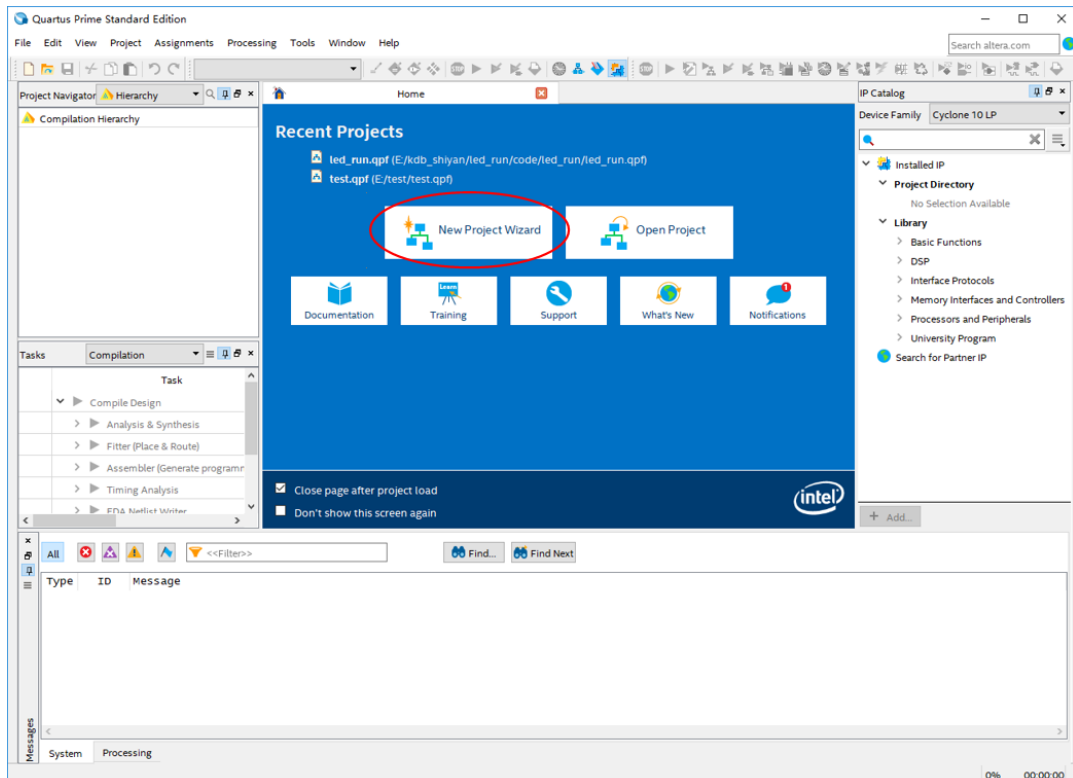 Quartus Prime Standard Edition
File Edit View Project Assignments Processing Tools Window Help
Search altera.com
Project Navigator Hierarchy
Compilation Hierarchy
Home
Recent Projects
led_run.qpf (E:/kdb_shiyan/led_run/code/led_run/led_run.qpf)
test.qpf (E:/test/test.qpf)
New Project Wizard
Open Project
Documentation
Learn
Training
Support
What's New
1
Notifications
Close page after project load
Don't show this screen again
intel
IP Catalog
Device Family Cyclone 10 LP
Installed IP
Project Directory
No Selection Available
Library
Basic Functions
DSP
Interface Protocols
Memory Interfaces and Controllers
Processors and Peripherals
University Program
Search for Partner IP
+ Add...
Tasks Compilation
Task
Compile Design
Analysis & Synthesis
Fitter (Place & Route)
Assembler (Generate programr
Timing Analysis
EDA Netlist Writer
All <<Filter>> Find... Find Next
Type ID Message
Messages
System Processing
0% 00:00:00